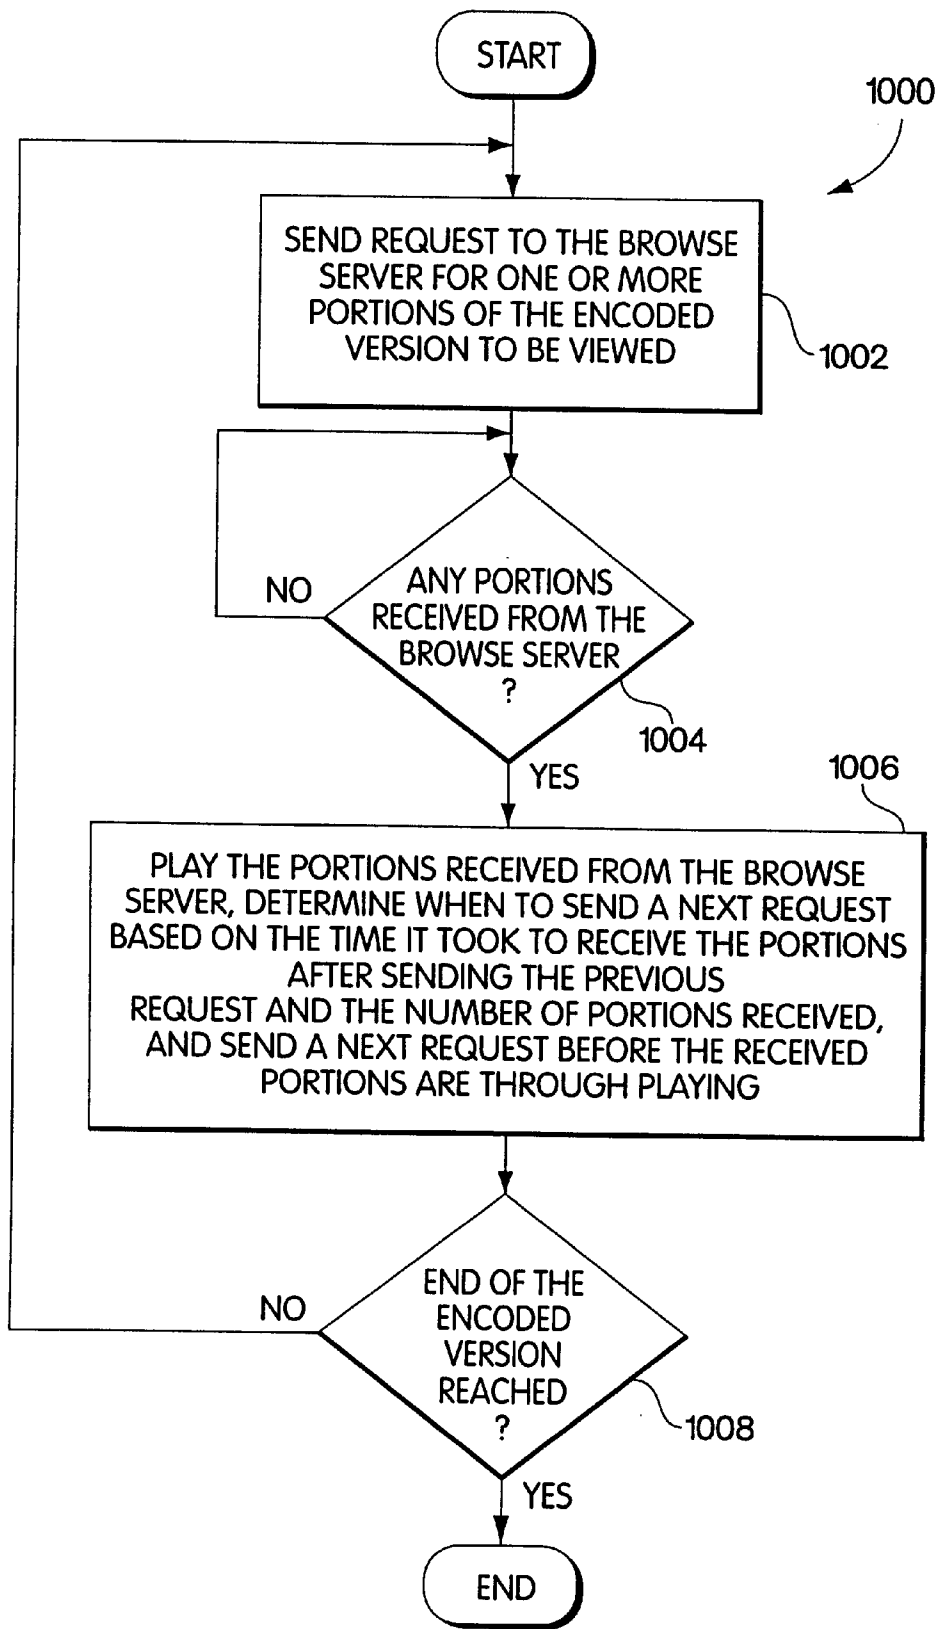 START
1000
SEND REQUEST TO THE BROWSE
SERVER FOR ONE OR MORE
PORTIONS OF THE ENCODED
VERSION TO BE VIEWED
1002
NO
ANY PORTIONS
RECEIVED FROM THE
BROWSE SERVER
?
1004
YES
1006
PLAY THE PORTIONS RECEIVED FROM THE BROWSE
SERVER, DETERMINE WHEN TO SEND A NEXT REQUEST
BASED ON THE TIME IT TOOK TO RECEIVE THE PORTIONS
AFTER SENDING THE PREVIOUS
REQUEST AND THE NUMBER OF PORTIONS RECEIVED,
AND SEND A NEXT REQUEST BEFORE THE RECEIVED
PORTIONS ARE THROUGH PLAYING
NO
END OF THE
ENCODED
VERSION
REACHED
?
1008
YES
END